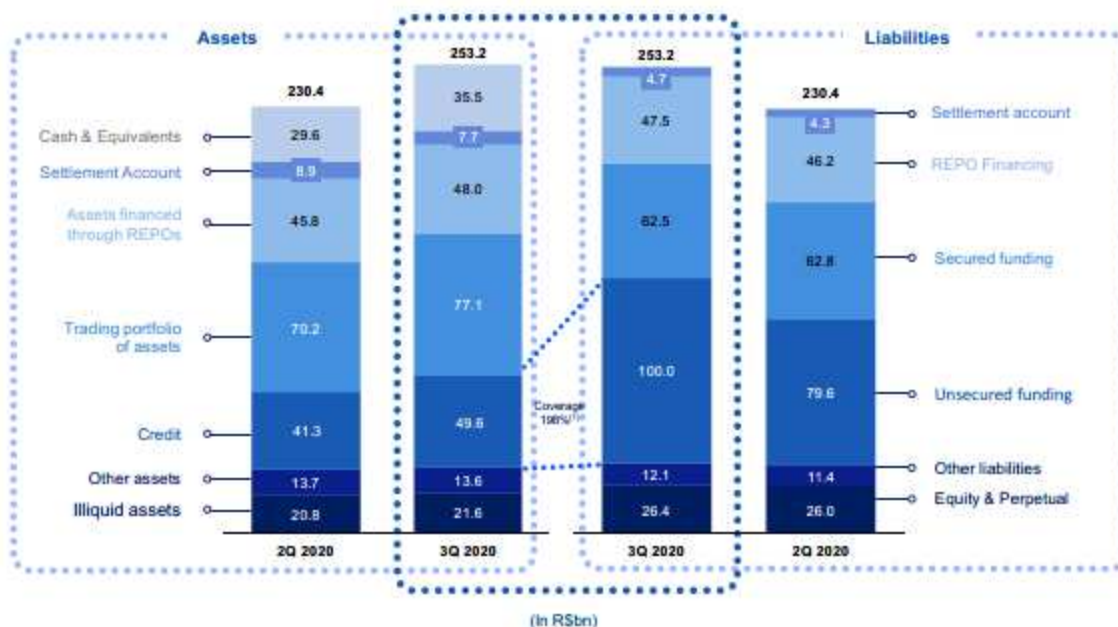 Assets
Liabilities
253.2
253.2
230.4
230.4
35.5
4.7
4.3
Settlement account
Cash & Equivalents
29.6
7.7
47.5
46.2
REPO Financing
Settlement Account
8.9
48.0
Assets financed
through REPOs
45.8
62.5
62.8
Secured funding
Trading portfolio
of assets
70.2
77.1
100.0
79.6
Unsecured funding
Coverage
Credit
41.3
49.6
Other assets
13.7
13.6
12.1
11.4
Other liabilities
Illiquid assets
20.8
21.6
26.4
26.0
Equity & Perpetual
2Q 2020
3Q 2020
3Q 2020
2Q 2020
(In R$bn)